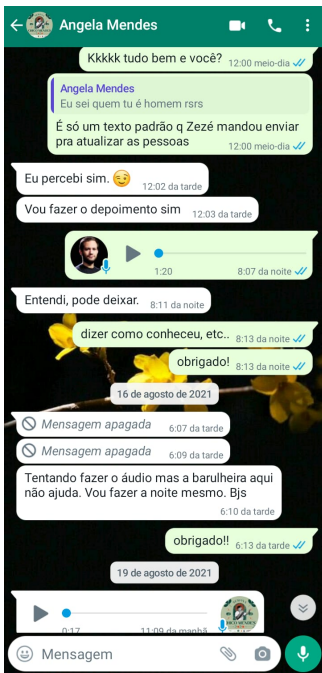 Angela Mendes
Kkkkk tudo bem e você? 12:00 meio-dia
Angela Mendes
Eu sei quem tu é homem rsrs
É só um texto padrão q Zezé mandou enviar
pra atualizar as pessoas 12:00 meio-dia
Eu percebi sim. 😉 12:02 da tarde
Vou fazer o depoimento sim 12:03 da tarde
1:20 8:07 da noite
Entendi, pode deixar. 8:11 da noite
dizer como conheceu, etc.. 8:13 da noite
obrigado! 8:13 da noite
16 de agosto de 2021
Mensagem apagada 6:07 da tarde
Mensagem apagada 6:09 da tarde
Tentando fazer o áudio mas a barulheira aqui
não ajuda. Vou fazer a noite mesmo. Bjs
6:10 da tarde
obrigado!! 6:13 da tarde
19 de agosto de 2021
CHICO MENDES
0:17 11:09 da manhã
Mensagem